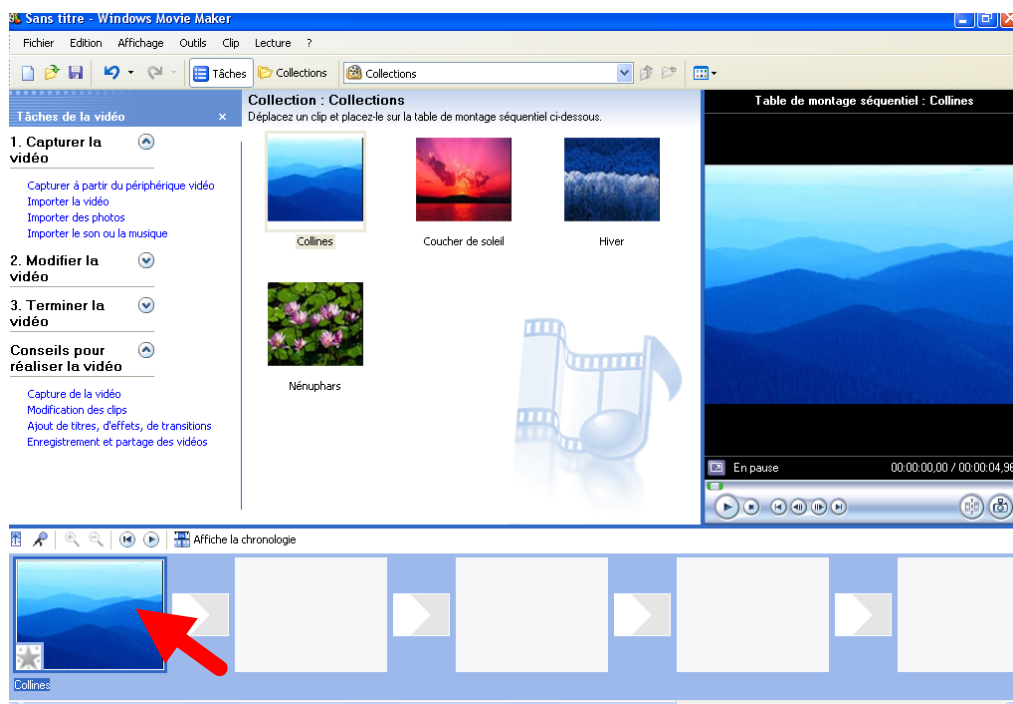 Sans titre - Windows Movie Maker
Fichier Edition Affichage Outils Clip Lecture ?
Tâches Collections Collections
Tâches de la vidéo
1. Capturer la
vidéo
Capturer à partir du périphérique vidéo
Importer la vidéo
Importer des photos
Importer le son ou la musique
2. Modifier la
vidéo
3. Terminer la
vidéo
Conseils pour
réaliser la vidéo
Capture de la vidéo
Modification des clips
Ajout de titres, d'effets, de transitions
Enregistrement et partage des vidéos
Collection : Collections
Déplacez un clip et placez-le sur la table de montage séquentiel ci-dessous.
Collines
Coucher de soleil
Hiver
Nénuphars
Table de montage séquentiel : Collines
En pause 00:00:00,00 / 00:00:04,96
Affiche la chronologie
Collines